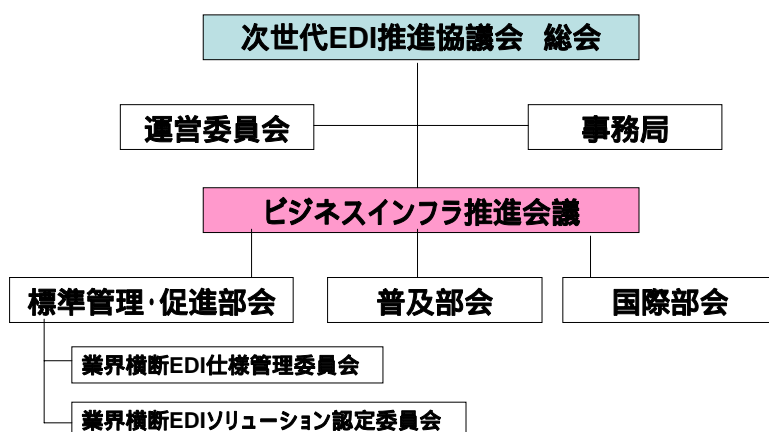 次世代EDI推進協議会　総会
運営委員会
事務局
ビジネスインフラ推進会議
標準管理・促進部会
普及部会
国際部会
業界横断EDI仕様管理委員会
業界横断EDIソリューション認定委員会